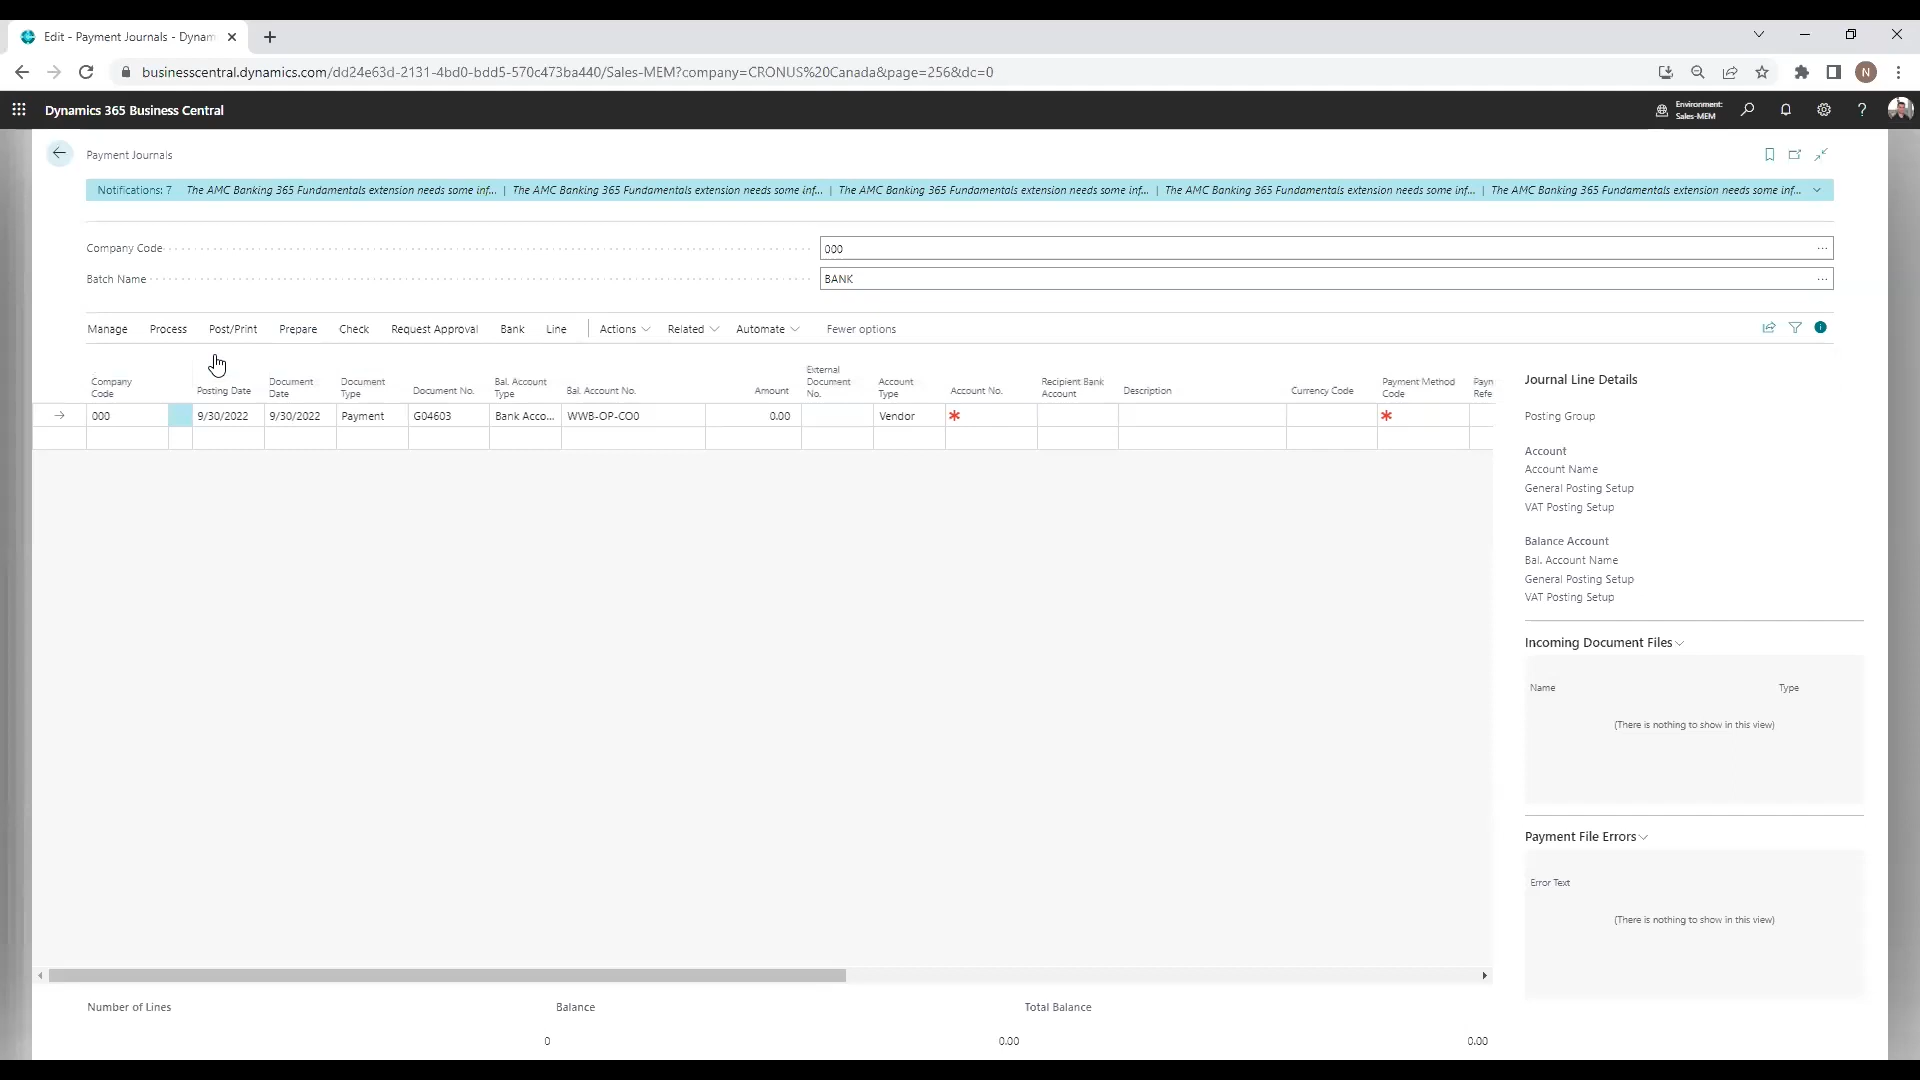 Edit - Payment Journals - Dynam
businesscentral.dynamics.com/dd24e63d-2131-4bd0-bdd5-570c473ba440/Sales-MEM?company=CRONUS%20Canada&page=256&dc=0
N
Dynamics 365 Business Central
Environment:
Sales-MEM
?
Payment Journals
Notifications: 7 The AMC Banking 365 Fundamentals extension needs some inf... | The AMC Banking 365 Fundamentals extension needs some inf... | The AMC Banking 365 Fundamentals extension needs some inf... | The AMC Banking 365 Fundamentals extension needs some inf... | The AMC Banking 365 Fundamentals extension needs some inf...
Company Code 000 ...
Batch Name BANK ...
Manage Process Post/Print Prepare Check Request Approval Bank Line Actions Related Automate Fewer options
Company Code Posting Date Document Date Document Type Document No. Bal. Account Type Bal. Account No. Amount External Document No. Account Type Account No. Recipient Bank Account Description Currency Code Payment Method Code Paym Refe
000 9/30/2022 9/30/2022 Payment G04603 Bank Acco... WWB-OP-CO0 0.00 Vendor * *
Journal Line Details
Posting Group
Account
Account Name
General Posting Setup
VAT Posting Setup
Balance Account
Bal. Account Name
General Posting Setup
VAT Posting Setup
Incoming Document Files
Name Type
(There is nothing to show in this view)
Payment File Errors
Error Text
(There is nothing to show in this view)
Number of Lines Balance Total Balance
0 0.00 0.00